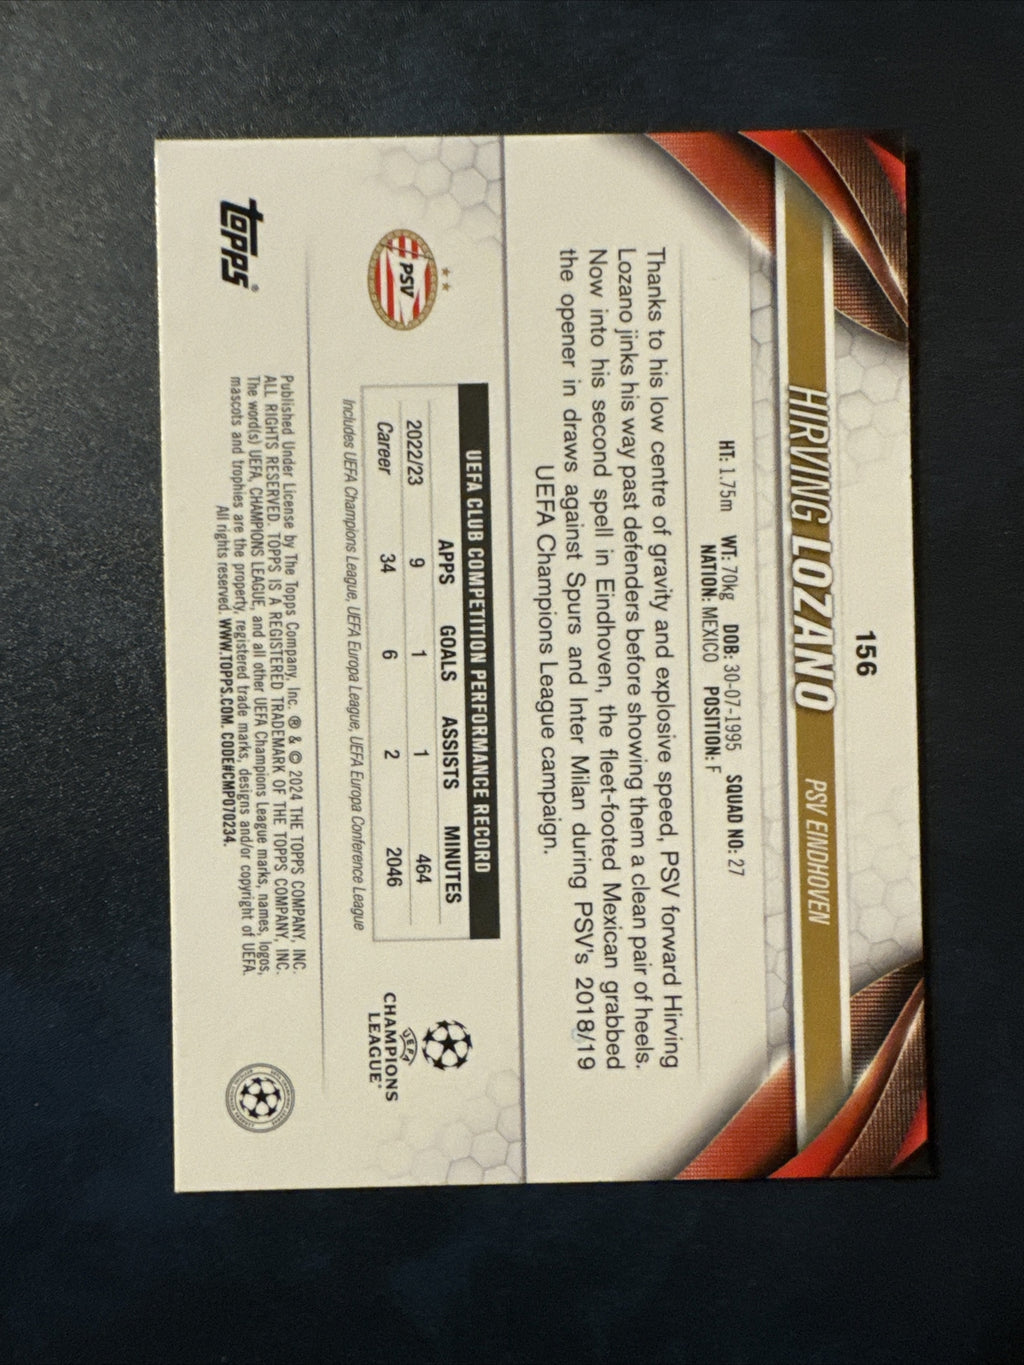 156
HIRVING LOZANO PSV EINDHOVEN
HT: 1.75m WT: 70kg DOB: 30-07-1995 SQUAD NO: 27
NATION: MEXICO POSITION: F
Thanks to his low centre of gravity and explosive speed, PSV forward Hirving
Lozano jinks his way past defenders before showing them a clean pair of heels.
Now into his second spell in Eindhoven, the fleet-footed Mexican grabbed
the opener in draws against Spurs and Inter Milan during PSV's 2018/19
UEFA Champions League campaign.
PSV
UEFA CLUB COMPETITION PERFORMANCE RECORD
APPS GOALS ASSISTS MINUTES
2022/23 9 1 1 464
Career 34 6 2 2046
Includes UEFA Champions League, UEFA Europa League, UEFA Europa Conference League
UEFA
CHAMPIONS
LEAGUE®
topps®
Published Under License by The Topps Company, Inc. ® & © 2024 THE TOPPS COMPANY, INC.
ALL RIGHTS RESERVED. TOPPS IS A REGISTERED TRADEMARK OF THE TOPPS COMPANY, INC.
The word(s) UEFA, CHAMPIONS LEAGUE, and all other UEFA Champions League marks, names, logos,
mascots and trophies are the property, registered trade marks, designs and/or copyright of UEFA.
All rights reserved. WWW.TOPPS.COM. CODE#CMP070234.